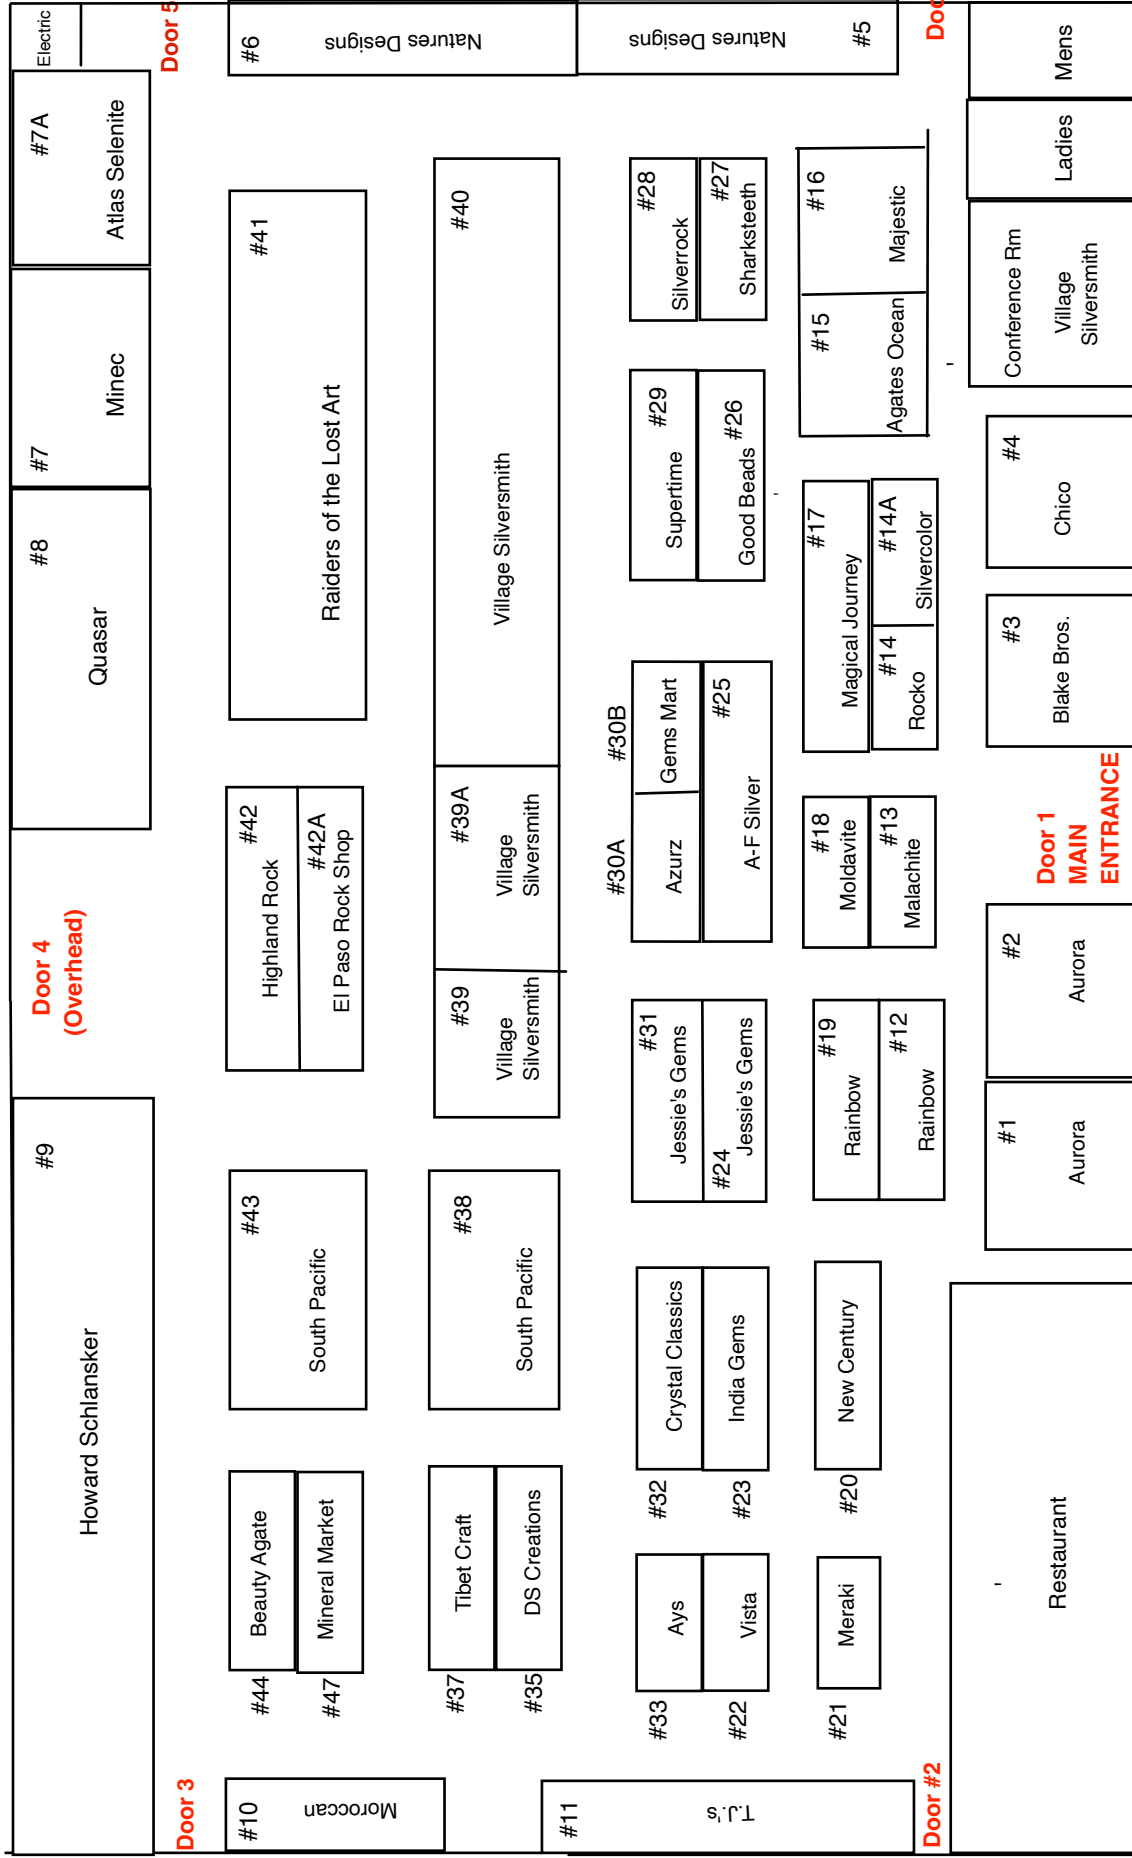 Electric
Door 5
#6
Natures Designs
Natures Designs
#5
Doo
Mens
#7A
Atlas Selenite
Ladies
#41
Raiders of the Lost Art
#40
Village Silversmith
#28
Silverrock
#27
Sharksteeth
#16
Majestic
#15
Agates Ocean
Conference Rm
Village
Silversmith
#7
Minec
#8
Quasar
#29
Supertime
#26
Good Beads
#17
Magical Journey
#14A
Silvercolor
#14
Rocko
#4
Chico
#3
Blake Bros.
#30B
Gems Mart
#30A
Azurz
#25
A-F Silver
Door 4
(Overhead)
#42
Highland Rock
#42A
El Paso Rock Shop
#39A
Village
Silversmith
#39
Village
Silversmith
#18
Moldavite
#13
Malachite
Door 1
MAIN
ENTRANCE
#2
Aurora
#31
Jessie's Gems
#24
Jessie's Gems
#19
Rainbow
#12
Rainbow
#1
Aurora
#9
Howard Schlansker
#43
South Pacific
#38
South Pacific
Crystal Classics
#32
India Gems
#23
New Century
#20
Beauty Agate
#44
Mineral Market
#47
Tibet Craft
#37
DS Creations
#35
Ays
#33
Vista
#22
Meraki
#21
Restaurant
Door 3
#10
Moroccan
#11
T.J.'s
Door #2